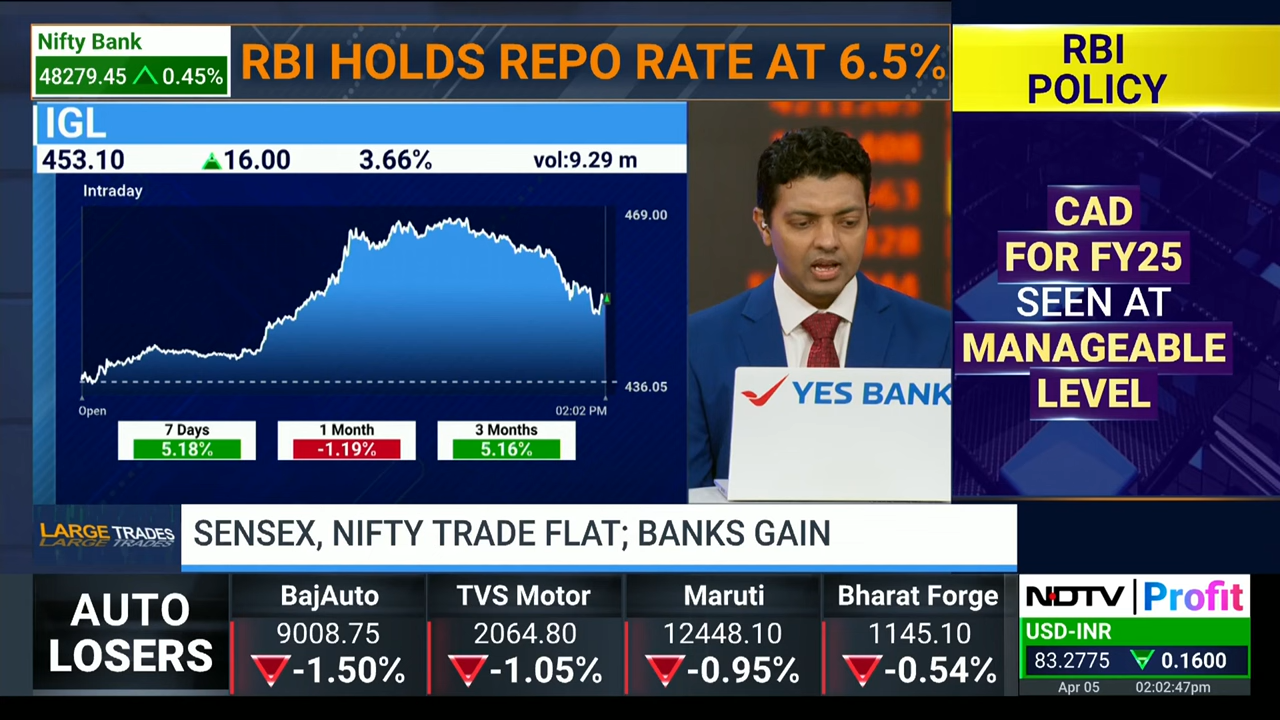 Nifty Bank
48279.45 0.45%
RBI HOLDS REPO RATE AT 6.5%
RBI
POLICY
IGL
453.10 16.00 3.66% vol:9.29 m
Intraday
469.00
436.05
Open 02:02 PM
7 Days 1 Month 3 Months
5.18% -1.19% 5.16%
YES BANK
CAD
FOR FY25
SEEN AT
MANAGEABLE
LEVEL
LARGE TRADES
SENSEX, NIFTY TRADE FLAT; BANKS GAIN
AUTO
LOSERS
BajAuto TVS Motor Maruti Bharat Forge
9008.75 2064.80 12448.10 1145.10
-1.50% -1.05% -0.95% -0.54%
NDTV Profit
USD-INR
83.2775 0.1600
Apr 05 02:02:47pm